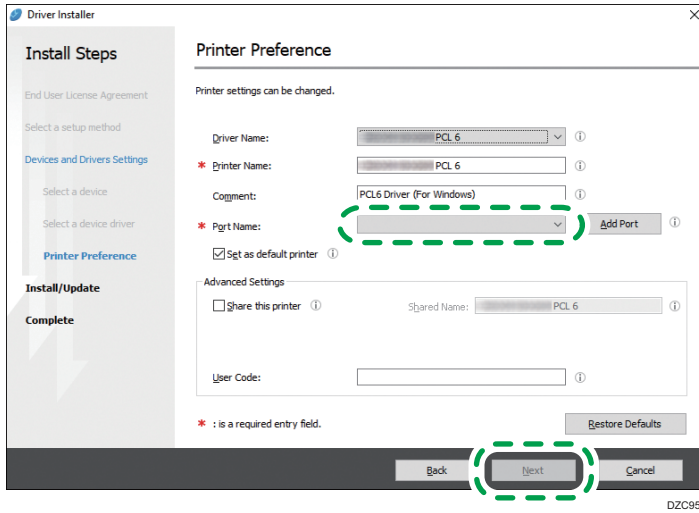 Driver Installer
Install Steps
End User License Agreement
Select a setup method
Devices and Drivers Settings
Select a device
Select a device driver
Printer Preference
Install/Update
Complete
Printer Preference
Printer settings can be changed.
Driver Name: PCL 6
* Printer Name: PCL 6
Comment: PCL6 Driver (For Windows)
* Port Name: Add Port
Set as default printer
Advanced Settings
Share this printer Shared Name: PCL 6
User Code:
* : is a required entry field. Restore Defaults
Back Next Cancel
DZC95